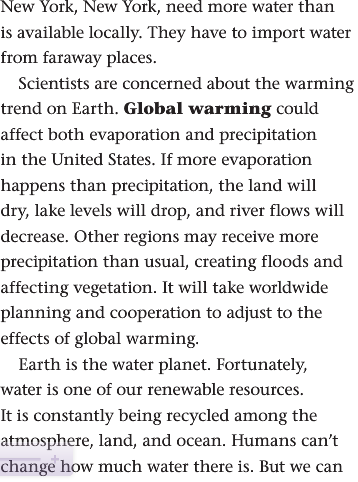 New York, New York, need more water than
is available locally. They have to import water
from faraway places.
Scientists are concerned about the warming
trend on Earth. Global warming could
affect both evaporation and precipitation
in the United States. If more evaporation
happens than precipitation, the land will
dry, lake levels will drop, and river flows will
decrease. Other regions may receive more
precipitation than usual, creating floods and
affecting vegetation. It will take worldwide
planning and cooperation to adjust to the
effects of global warming.
Earth is the water planet. Fortunately,
water is one of our renewable resources.
It is constantly being recycled among the
atmosphere, land, and ocean. Humans can't
change how much water there is. But we can